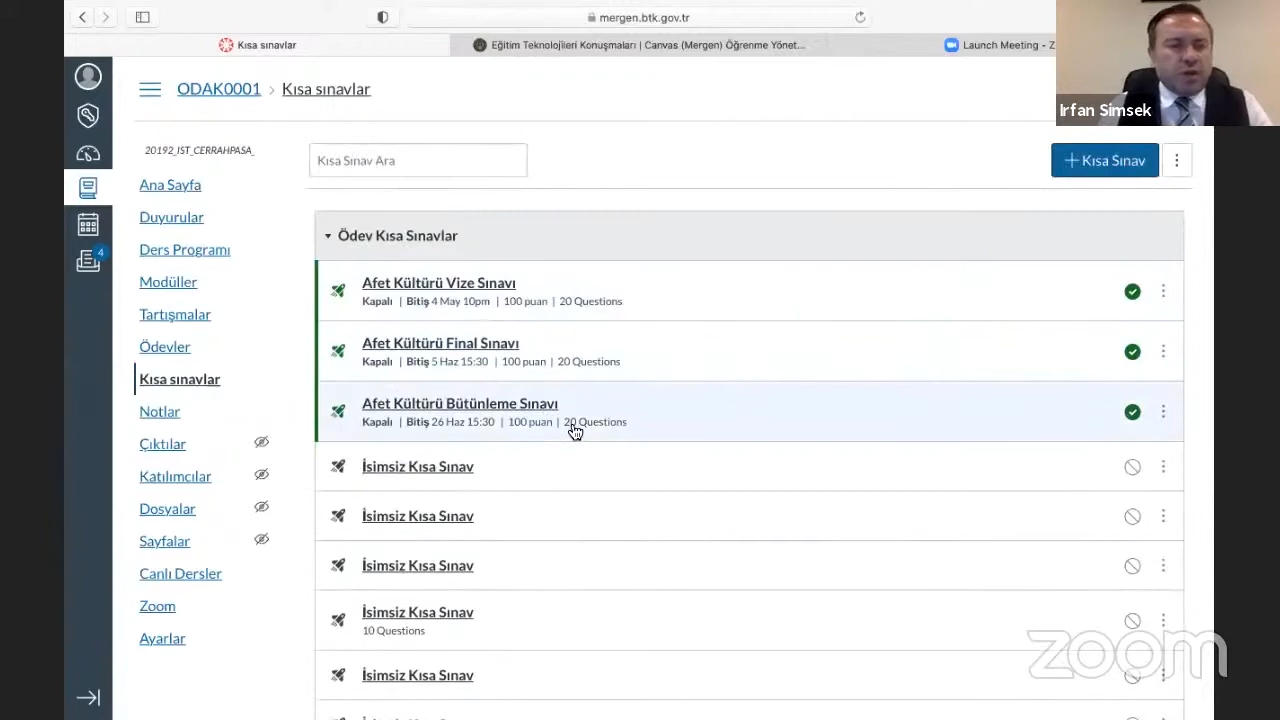 mergen.btk.gov.tr
Kısa sınavlar
Eğitim Teknolojileri Konuşmaları | Canvas (Mergen) Öğrenme Yönet...
Launch Meeting - Z
Irfan Simsek
ODAK0001 › Kısa sınavlar
20192_IST_CERRAHPASA_
Ana Sayfa
Duyurular
Ders Programı
Modüller
Tartışmalar
Ödevler
Kısa sınavlar
Notlar
Çıktılar
Katılımcılar
Dosyalar
Sayfalar
Canlı Dersler
Zoom
Ayarlar
4
Kısa Sınav Ara
+ Kısa Sınav
Ödev Kısa Sınavlar
Afet Kültürü Vize Sınavı
Kapalı | Bitiş 4 May 10pm | 100 puan | 20 Questions
Afet Kültürü Final Sınavı
Kapalı | Bitiş 5 Haz 15:30 | 100 puan | 20 Questions
Afet Kültürü Bütünleme Sınavı
Kapalı | Bitiş 26 Haz 15:30 | 100 puan | 20 Questions
İsimsiz Kısa Sınav
İsimsiz Kısa Sınav
İsimsiz Kısa Sınav
İsimsiz Kısa Sınav
10 Questions
İsimsiz Kısa Sınav
zoom